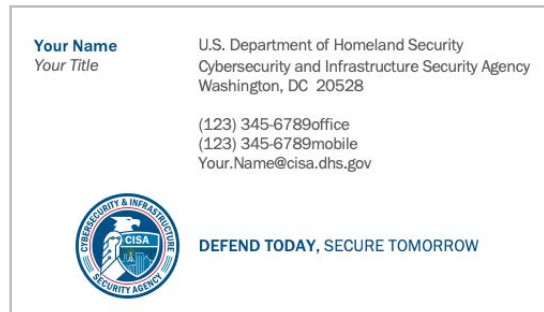 Your Name
Your Title
U.S. Department of Homeland Security
Cybersecurity and Infrastructure Security Agency
Washington, DC 20528
(123) 345-6789office
(123) 345-6789mobile
Your.Name@cisa.dhs.gov
CYBERSECURITY & INFRASTRUCTURE
CISA
SECURITY AGENCY
DEFEND TODAY, SECURE TOMORROW